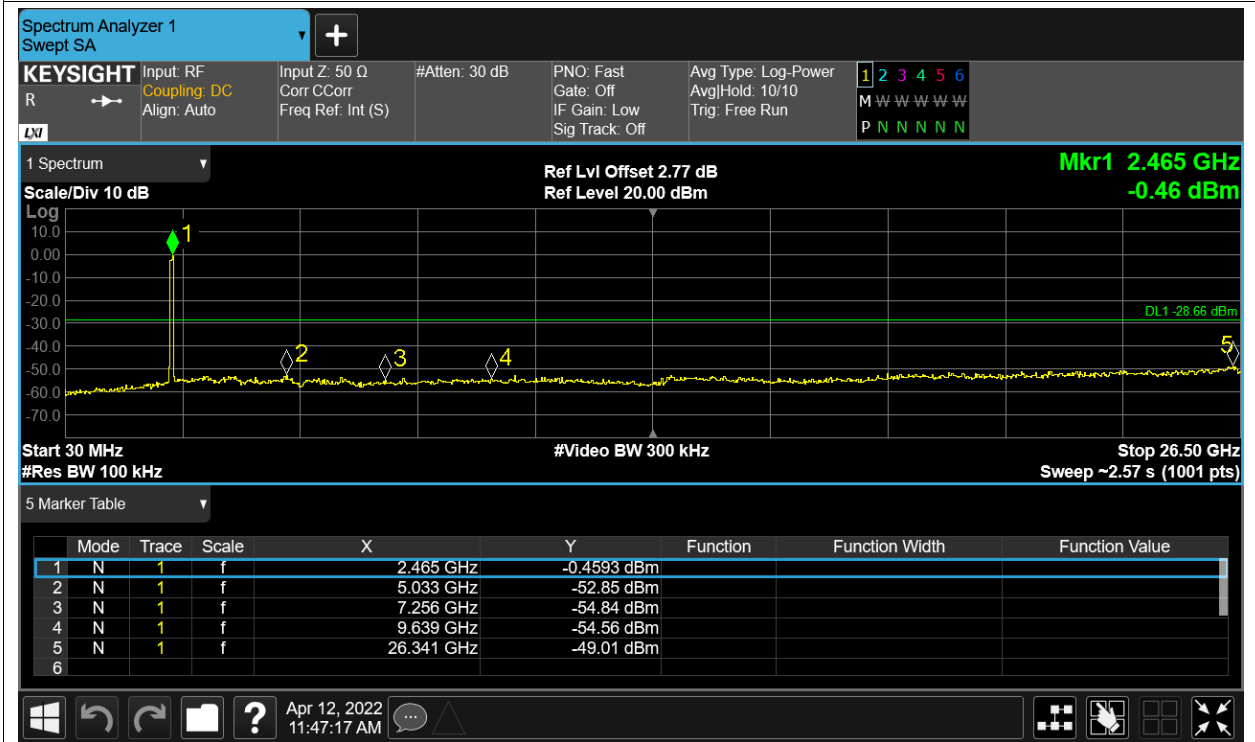 Spectrum Analyzer 1
Swept SA
KEYSIGHT
R
LXI
Input: RF
Coupling: DC
Align: Auto
Input Z: 50 Ω
Corr CCorr
Freq Ref: Int (S)
#Atten: 30 dB
PNO: Fast
Gate: Off
IF Gain: Low
Sig Track: Off
Avg Type: Log-Power
Avg|Hold: 10/10
Trig: Free Run
1 2 3 4 5 6
M W W W W W
P N N N N N
1 Spectrum
Scale/Div 10 dB
Ref Lvl Offset 2.77 dB
Ref Level 20.00 dBm
Mkr1 2.465 GHz
-0.46 dBm
Log
10.0
0.00
-10.0
-20.0
-30.0
-40.0
-50.0
-60.0
-70.0
1
2
3
4
5
DL1 -28.66 dBm
Start 30 MHz
#Video BW 300 kHz
Stop 26.50 GHz
#Res BW 100 kHz
Sweep ~2.57 s (1001 pts)
5 Marker Table
Mode Trace Scale X Y Function Function Width Function Value
1 N 1 f 2.465 GHz -0.4593 dBm
2 N 1 f 5.033 GHz -52.85 dBm
3 N 1 f 7.256 GHz -54.84 dBm
4 N 1 f 9.639 GHz -54.56 dBm
5 N 1 f 26.341 GHz -49.01 dBm
6
?
Apr 12, 2022
11:47:17 AM